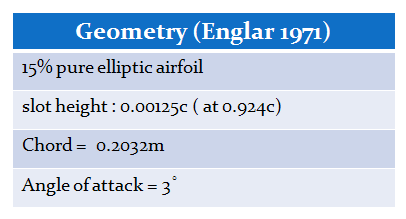 Geometry (Englar 1971)
15% pure elliptic airfoil
slot height : 0.00125c ( at 0.924c)
Chord = 0.2032m
Angle of attack = 3°